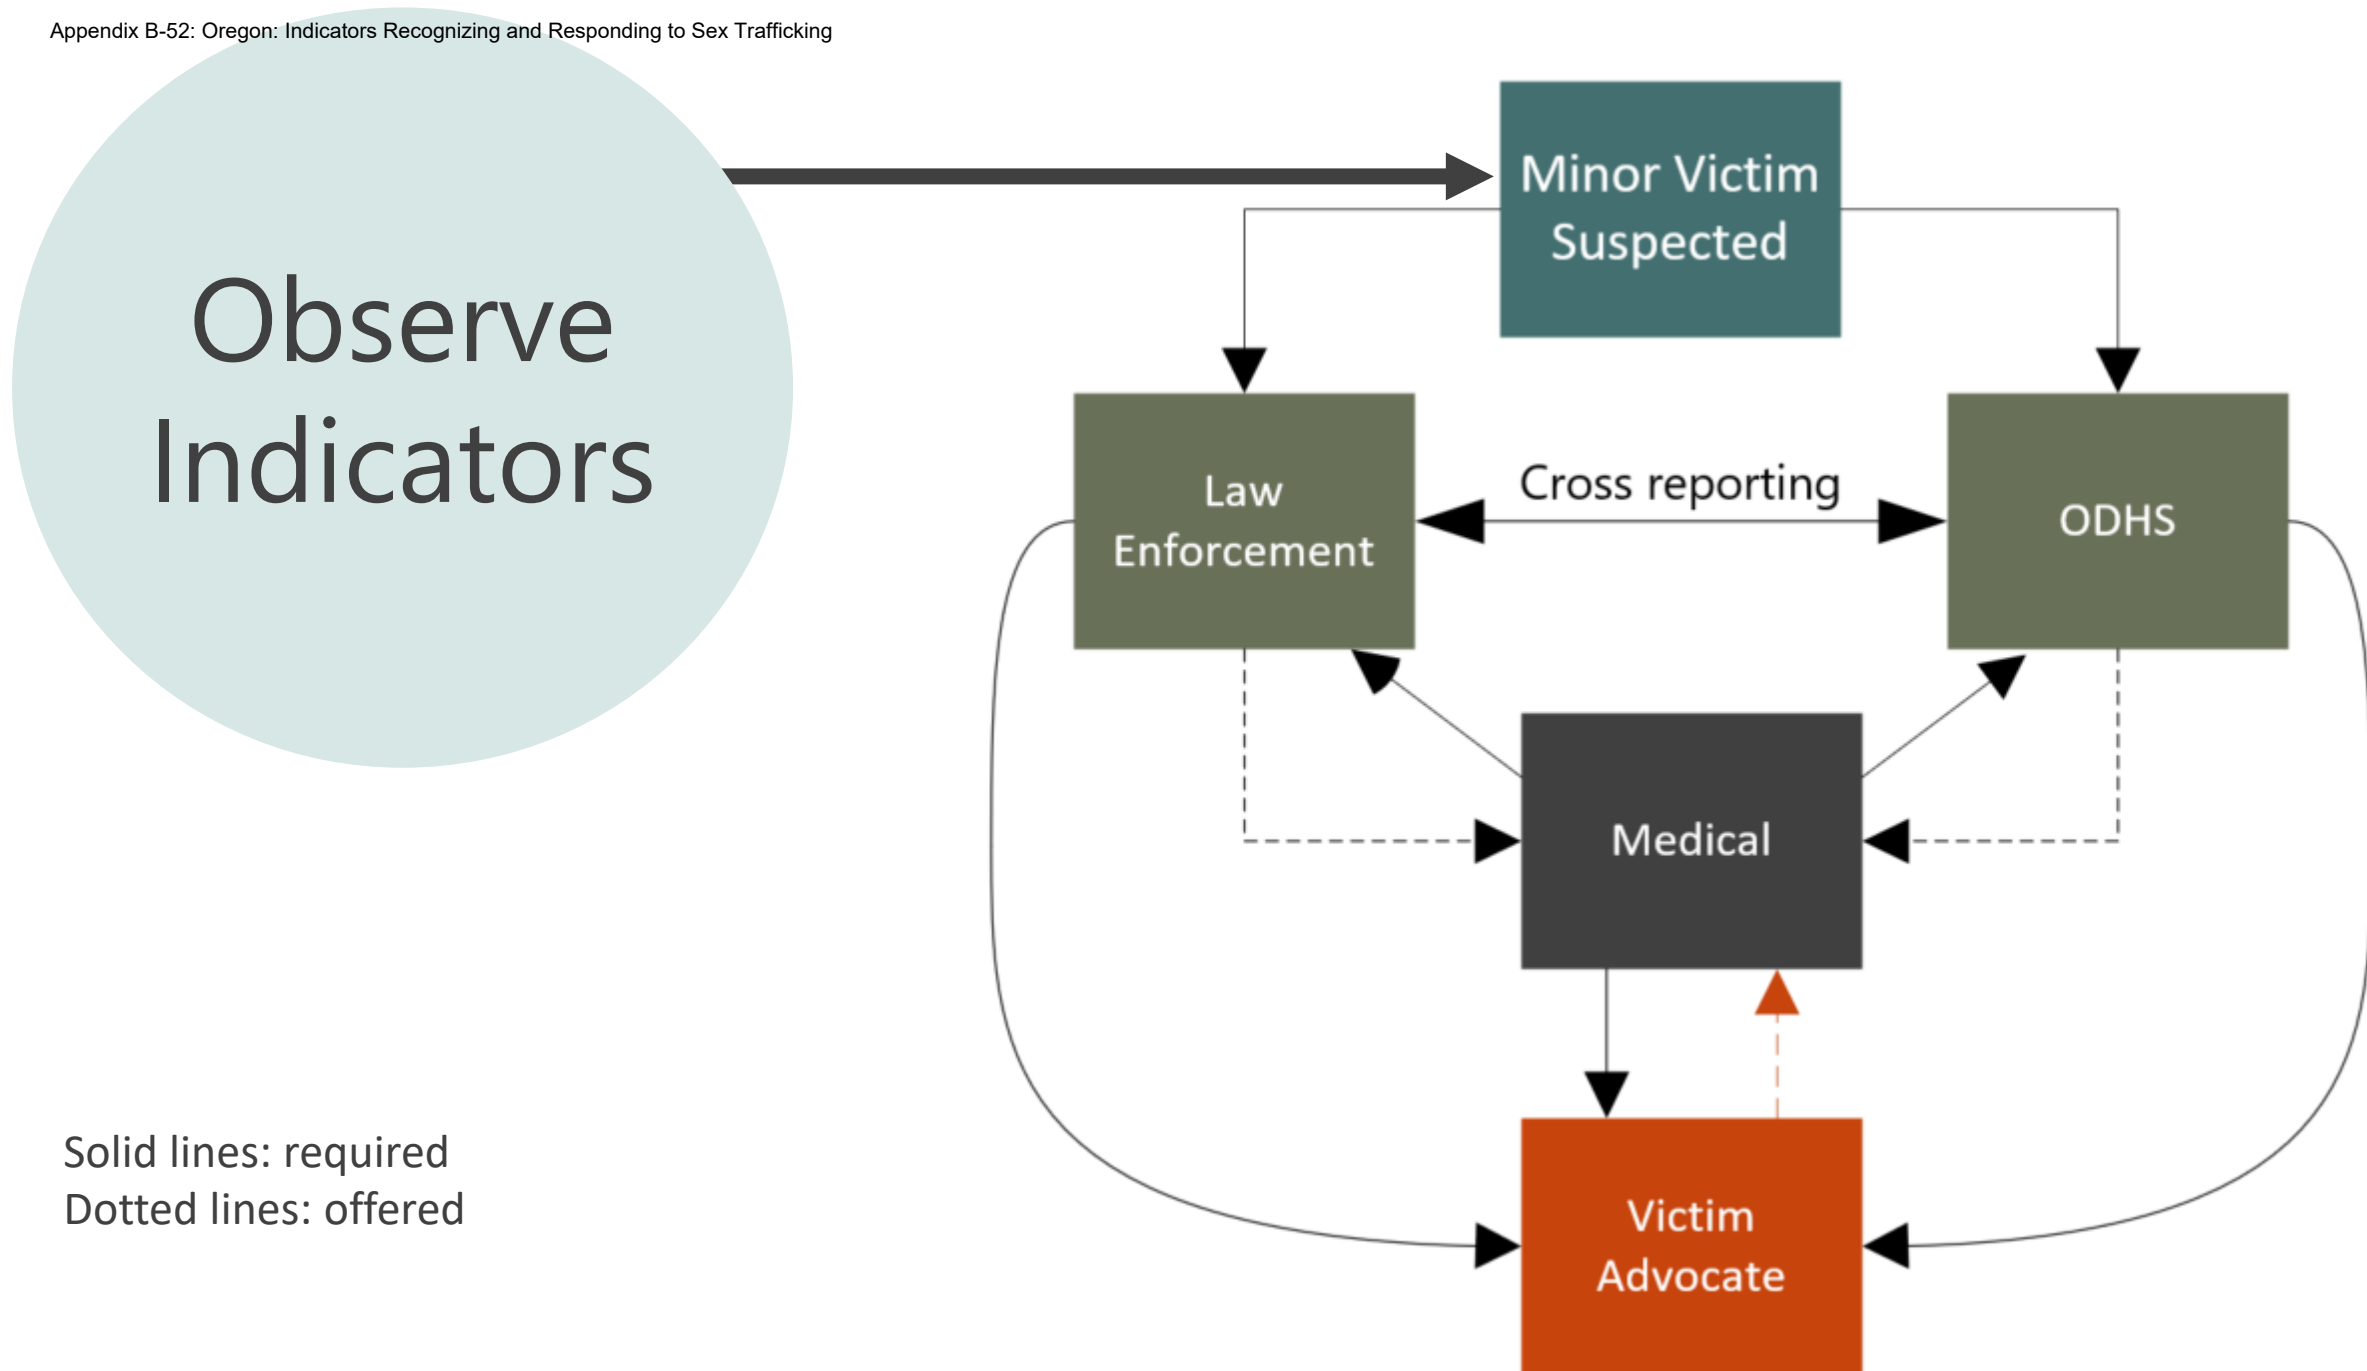 Appendix B-52: Oregon: Indicators Recognizing and Responding to Sex Trafficking
Observe
Indicators
Minor Victim
Suspected
Law
Enforcement
Cross reporting
ODHS
Medical
Victim
Advocate
Solid lines: required
Dotted lines: offered